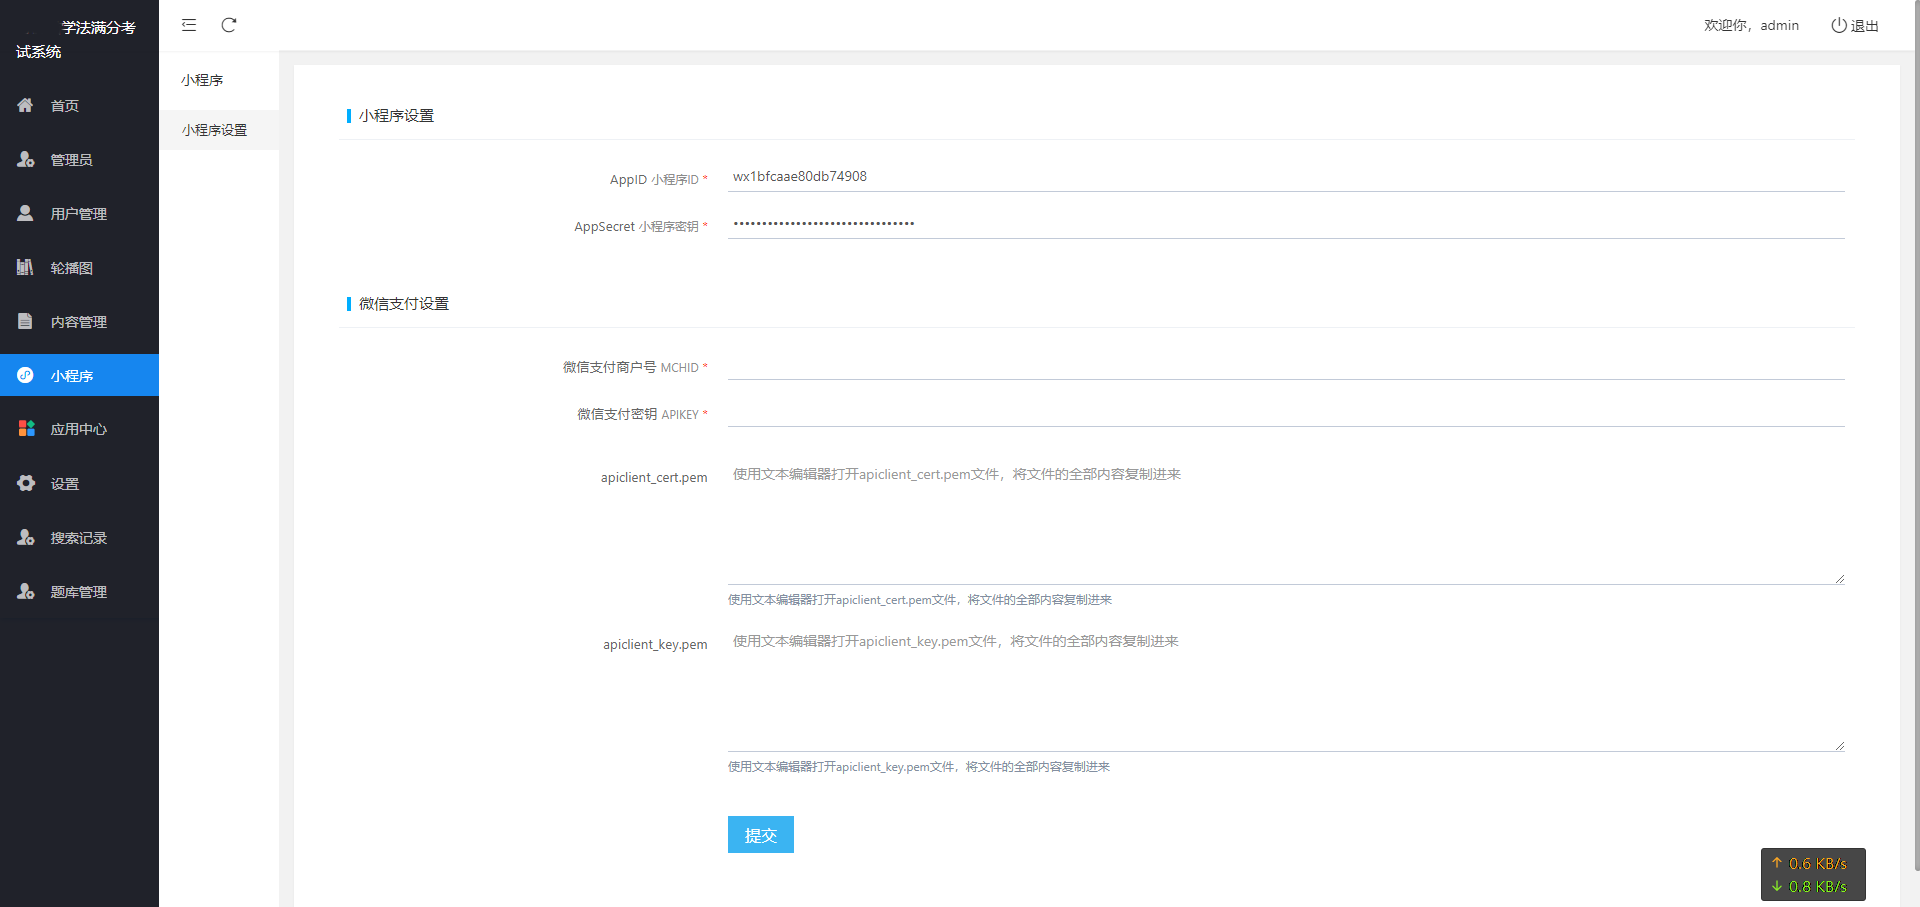 学法满分考
试系统
首页
管理员
用户管理
轮播图
内容管理
小程序
应用中心
设置
搜索记录
题库管理
欢迎你，admin
退出
小程序
小程序设置
小程序设置
AppID 小程序ID *
wx1bfcaae80db74908
AppSecret 小程序密钥 *
••••••••••••••••••••••••••••••••
微信支付设置
微信支付商户号 MCHID *
微信支付密钥 APIKEY *
apiclient_cert.pem
使用文本编辑器打开apiclient_cert.pem文件，将文件的全部内容复制进来
使用文本编辑器打开apiclient_cert.pem文件，将文件的全部内容复制进来
apiclient_key.pem
使用文本编辑器打开apiclient_key.pem文件，将文件的全部内容复制进来
使用文本编辑器打开apiclient_key.pem文件，将文件的全部内容复制进来
提交
↑ 0.6 KB/s
↓ 0.8 KB/s